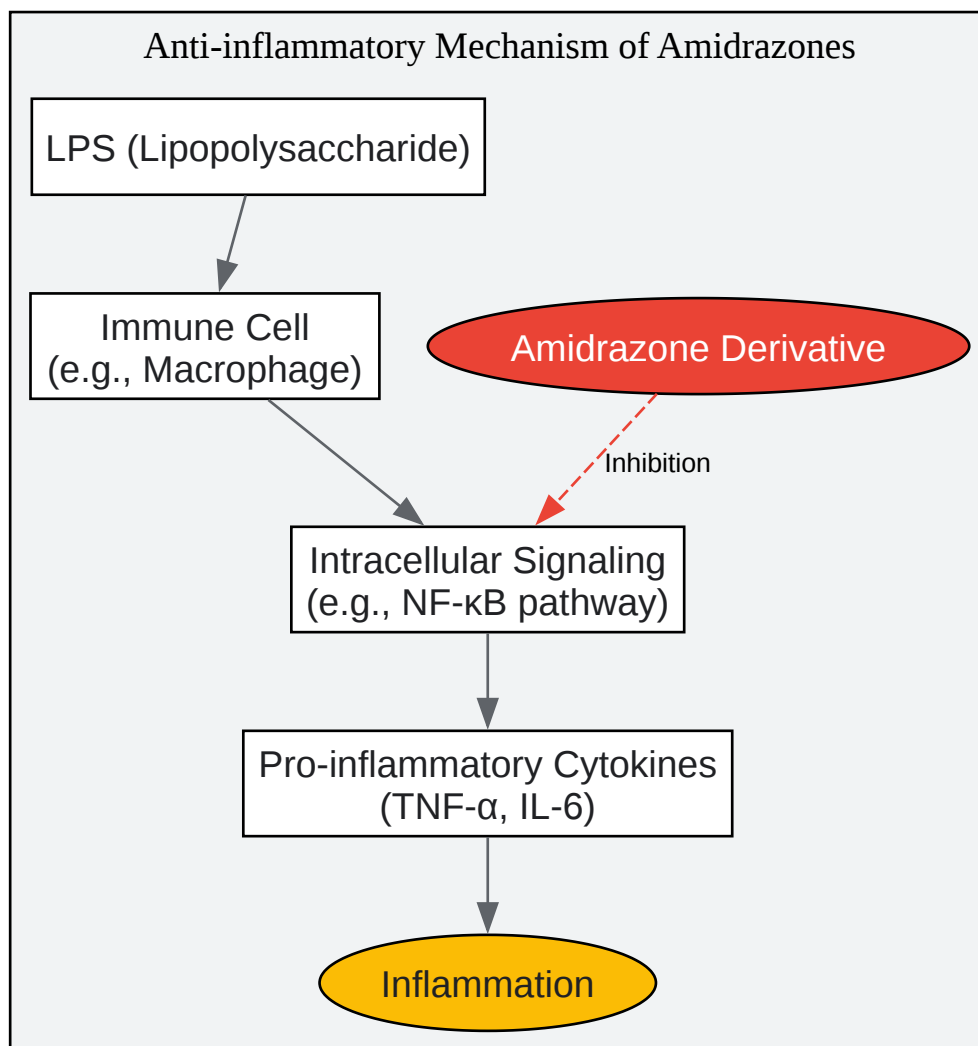 Anti-inflammatory Mechanism of Amidrazones
LPS (Lipopolysaccharide)
Immune Cell
(e.g., Macrophage)
Amidrazone Derivative
Inhibition
Intracellular Signaling
(e.g., NF-κB pathway)
Pro-inflammatory Cytokines
(TNF-α, IL-6)
Inflammation